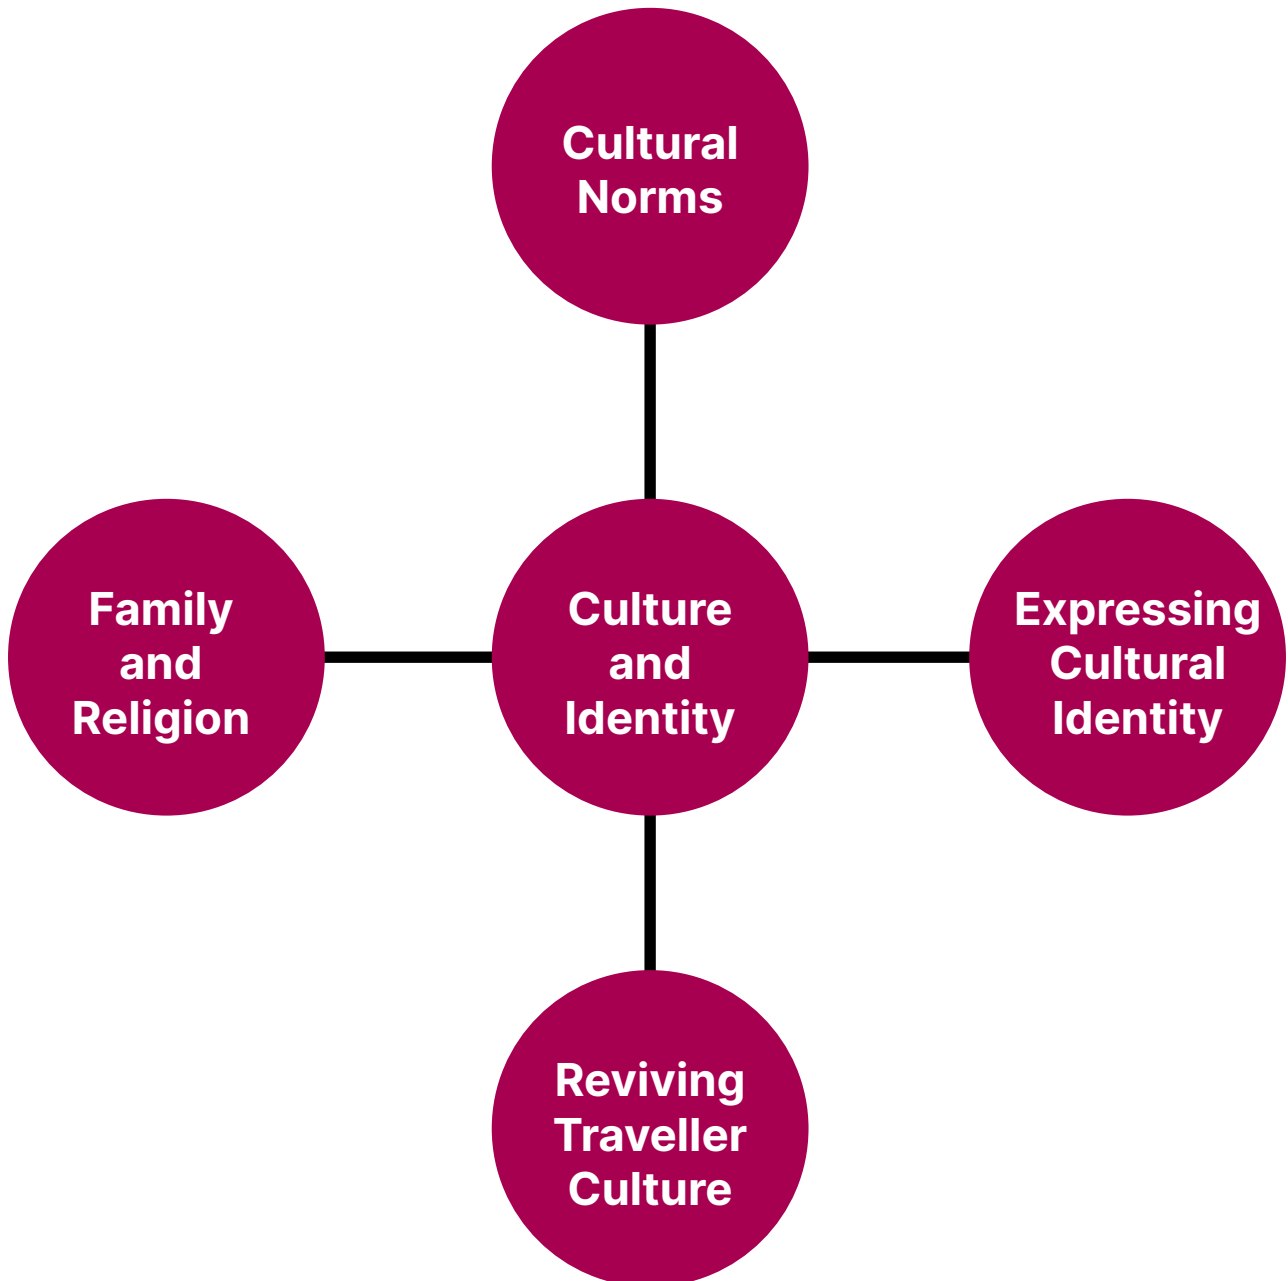 Cultural
Norms
Family
and
Religion
Culture
and
Identity
Expressing
Cultural
Identity
Reviving
Traveller
Culture